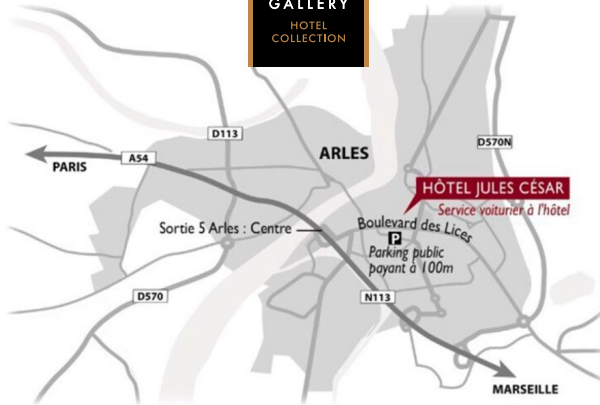 GALLERY
HOTEL
COLLECTION
D113
D570N
ARLES
A54
PARIS
HÔTEL JULES CÉSAR
Service voiturier à l'hôtel
Sortie 5 Arles : Centre
Boulevard des Lices
P
Parking public
payant à 100m
D570
N113
MARSEILLE